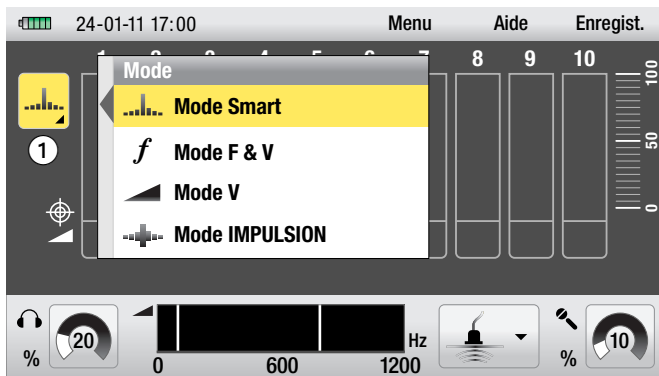 24-01-11 17:00 Menu Aide Enregist.
8 9 10
Mode
Mode Smart
f Mode F & V
Mode V
Mode IMPULSION
1
100
50
0
20 %
Hz
0 600 1200
10 %